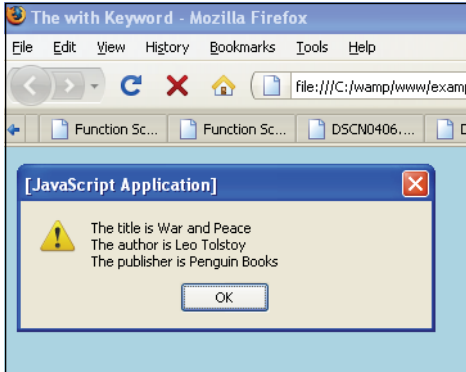 The with Keyword - Mozilla Firefox
File Edit View History Bookmarks Tools Help
file:///C:/wamp/www/examp
Function Sc... Function Sc... DSCN0406....
[JavaScript Application]
The title is War and Peace
The author is Leo Tolstoy
The publisher is Penguin Books
OK